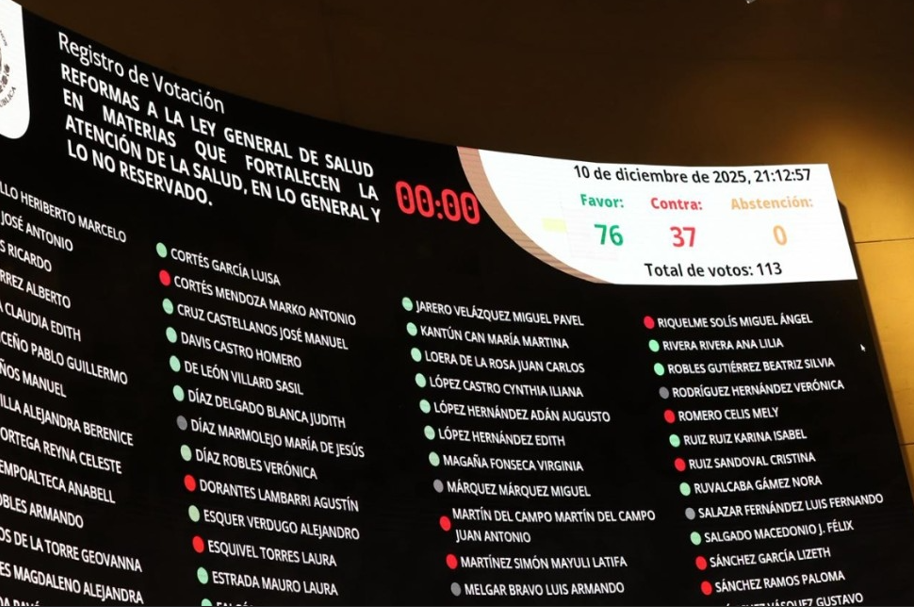 Registro de Votación
REFORMAS A LA LEY GENERAL DE SALUD
EN MATERIAS QUE FORTALECEN LA
ATENCIÓN DE LA SALUD, EN LO GENERAL Y
LO NO RESERVADO.
00:00
10 de diciembre de 2025, 21:12:57
Favor: Contra: Abstención:
76 37 0
Total de votos: 113
HERIBERTO MARCELO
JOSÉ ANTONIO
RICARDO
ALBERTO
CLAUDIA EDITH
PABLO GUILLERMO
MANUEL
ALEJANDRA BERENICE
ORTEGA REYNA CELESTE
ANABELL
ARMANDO
DE LA TORRE GEOVANNA
MAGDALENO ALEJANDRA
CORTÉS GARCÍA LUISA
CORTÉS MENDOZA MARKO ANTONIO
CRUZ CASTELLANOS JOSÉ MANUEL
DAVIS CASTRO HOMERO
DE LEÓN VILLARD SASIL
DÍAZ DELGADO BLANCA JUDITH
DÍAZ MARMOLEJO MARÍA DE JESÚS
DÍAZ ROBLES VERÓNICA
DORANTES LAMBARRI AGUSTÍN
ESQUER VERDUGO ALEJANDRO
ESQUIVEL TORRES LAURA
ESTRADA MAURO LAURA
JARERO VELÁZQUEZ MIGUEL PAVEL
KANTÚN CAN MARÍA MARTINA
LOERA DE LA ROSA JUAN CARLOS
LÓPEZ CASTRO CYNTHIA ILIANA
LÓPEZ HERNÁNDEZ ADÁN AUGUSTO
LÓPEZ HERNÁNDEZ EDITH
MAGAÑA FONSECA VIRGINIA
MÁRQUEZ MÁRQUEZ MIGUEL
MARTÍN DEL CAMPO MARTÍN DEL CAMPO
JUAN ANTONIO
MARTÍNEZ SIMÓN MAYULI LATIFA
MELGAR BRAVO LUIS ARMANDO
RIQUELME SOLÍS MIGUEL ÁNGEL
RIVERA RIVERA ANA LILIA
ROBLES GUTIÉRREZ BEATRIZ SILVIA
RODRÍGUEZ HERNÁNDEZ VERÓNICA
ROMERO CELIS MELY
RUIZ RUIZ KARINA ISABEL
RUIZ SANDOVAL CRISTINA
RUVALCABA GÁMEZ NORA
SALAZAR FERNÁNDEZ LUIS FERNANDO
SALGADO MACEDONIO J. FÉLIX
SÁNCHEZ GARCÍA LIZETH
SÁNCHEZ RAMOS PALOMA
VÁSQUEZ GUSTAVO